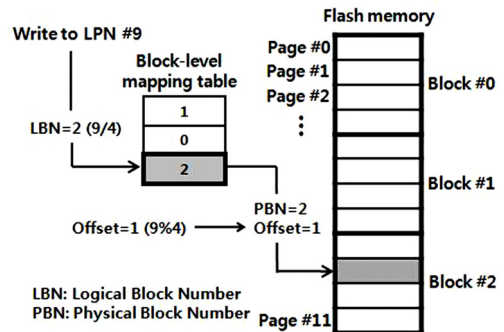 Flash memory
Write to LPN #9
Page #0
Page #1
Page #2
⋮
Block #0
Block-level
mapping table
1
0
2
LBN=2 (9/4)
Block #1
PBN=2
Offset=1 (9%4)
Offset=1
Block #2
LBN: Logical Block Number
PBN: Physical Block Number
Page #11